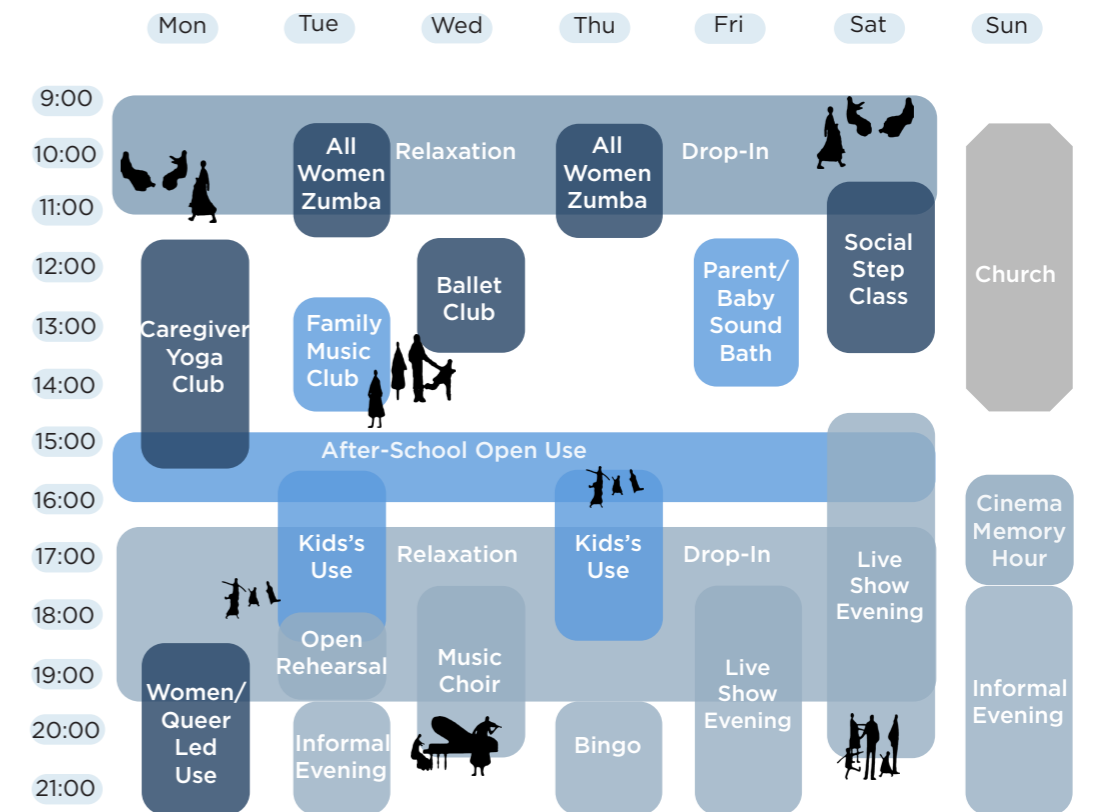 Mon
Tue
Wed
Thu
Fri
Sat
Sun
9:00
10:00
11:00
12:00
13:00
14:00
15:00
16:00
17:00
18:00
19:00
20:00
21:00
Relaxation
Drop-In
All
Women
Zumba
All
Women
Zumba
Social
Step
Class
Church
Caregiver
Yoga
Club
Family
Music
Club
Ballet
Club
Parent/
Baby
Sound
Bath
After-School Open Use
Kids's
Use
Relaxation
Kids's
Use
Drop-In
Live
Show
Evening
Cinema
Memory
Hour
Open
Rehearsal
Women/
Queer
Led
Use
Informal
Evening
Music
Choir
Bingo
Live
Show
Evening
Informal
Evening